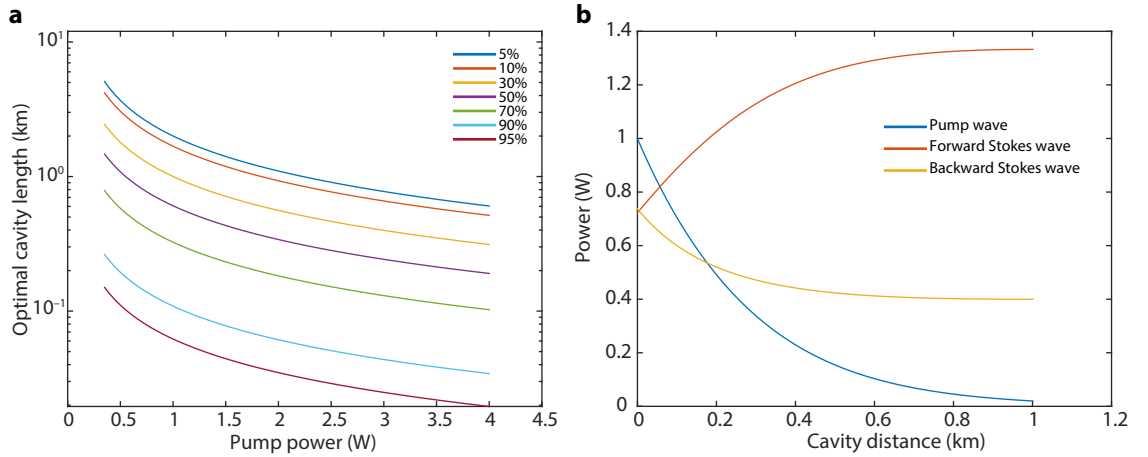 a
Optimal cavity length (km)
10¹
10⁰
10⁻¹
0 0.5 1 1.5 2 2.5 3 3.5 4 4.5
Pump power (W)
5%
10%
30%
50%
70%
90%
95%
b
Power (W)
1.4
1.2
1
0.8
0.6
0.4
0.2
0
0 0.2 0.4 0.6 0.8 1 1.2
Cavity distance (km)
Pump wave
Forward Stokes wave
Backward Stokes wave